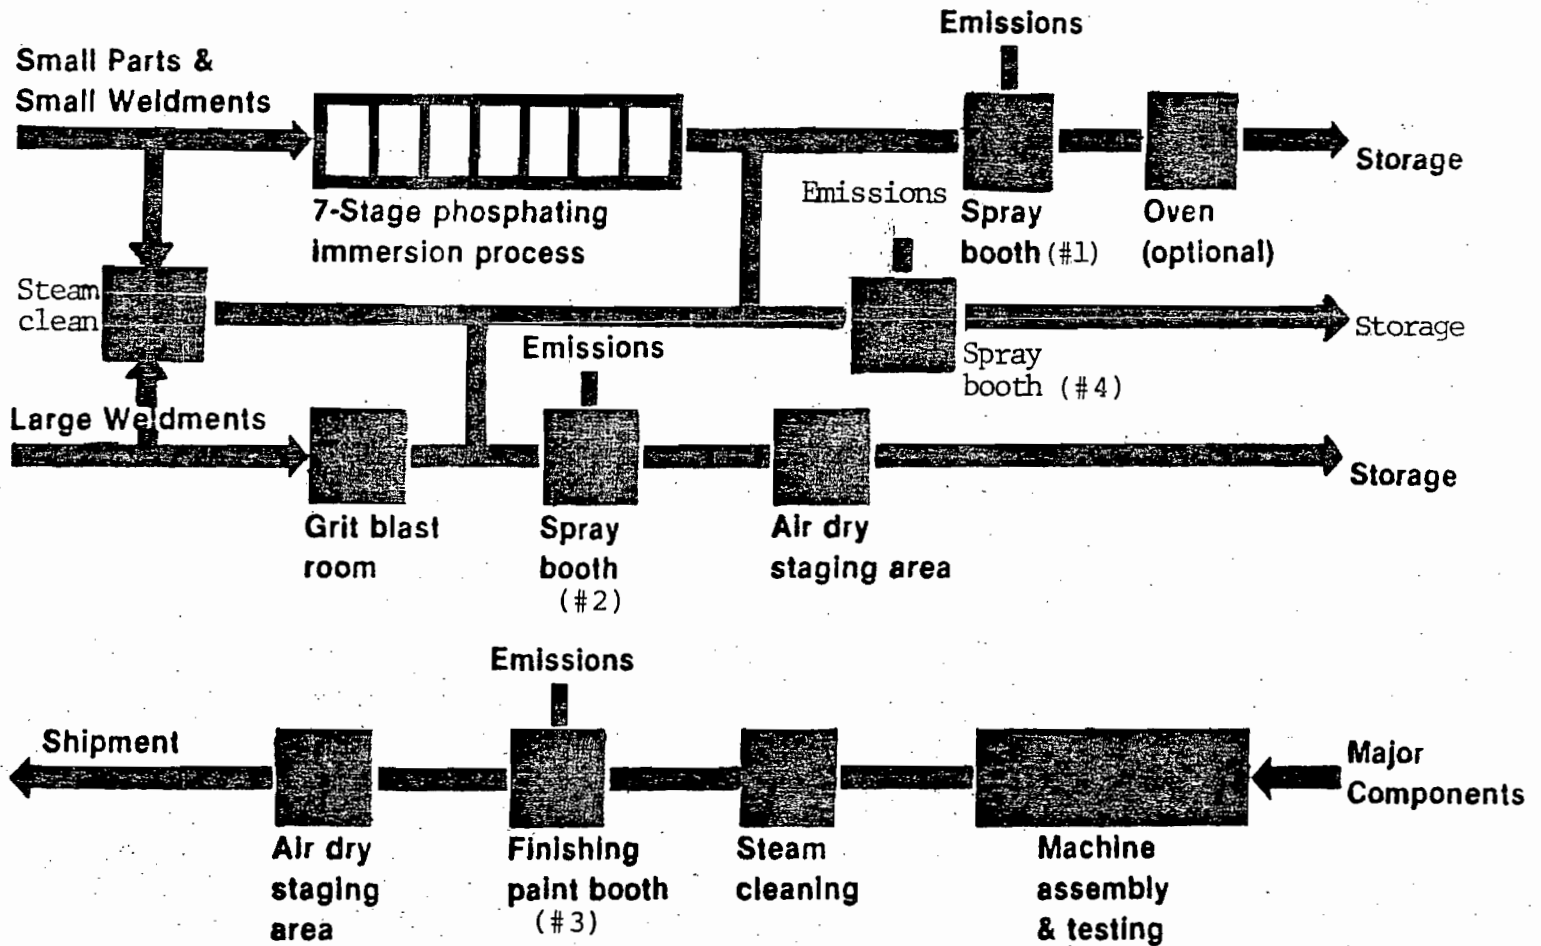 Emissions
Small Parts &
Small Weldments
Storage
Emissions
7-Stage phosphating
immersion process
Spray
booth (#1)
Oven
(optional)
Steam
clean
Storage
Emissions
Spray
booth (#4)
Large Weldments
Storage
Grit blast
room
Spray
booth
(#2)
Air dry
staging area
Emissions
Shipment
Major
Components
Air dry
staging
area
Finishing
paint booth
(#3)
Steam
cleaning
Machine
assembly
& testing